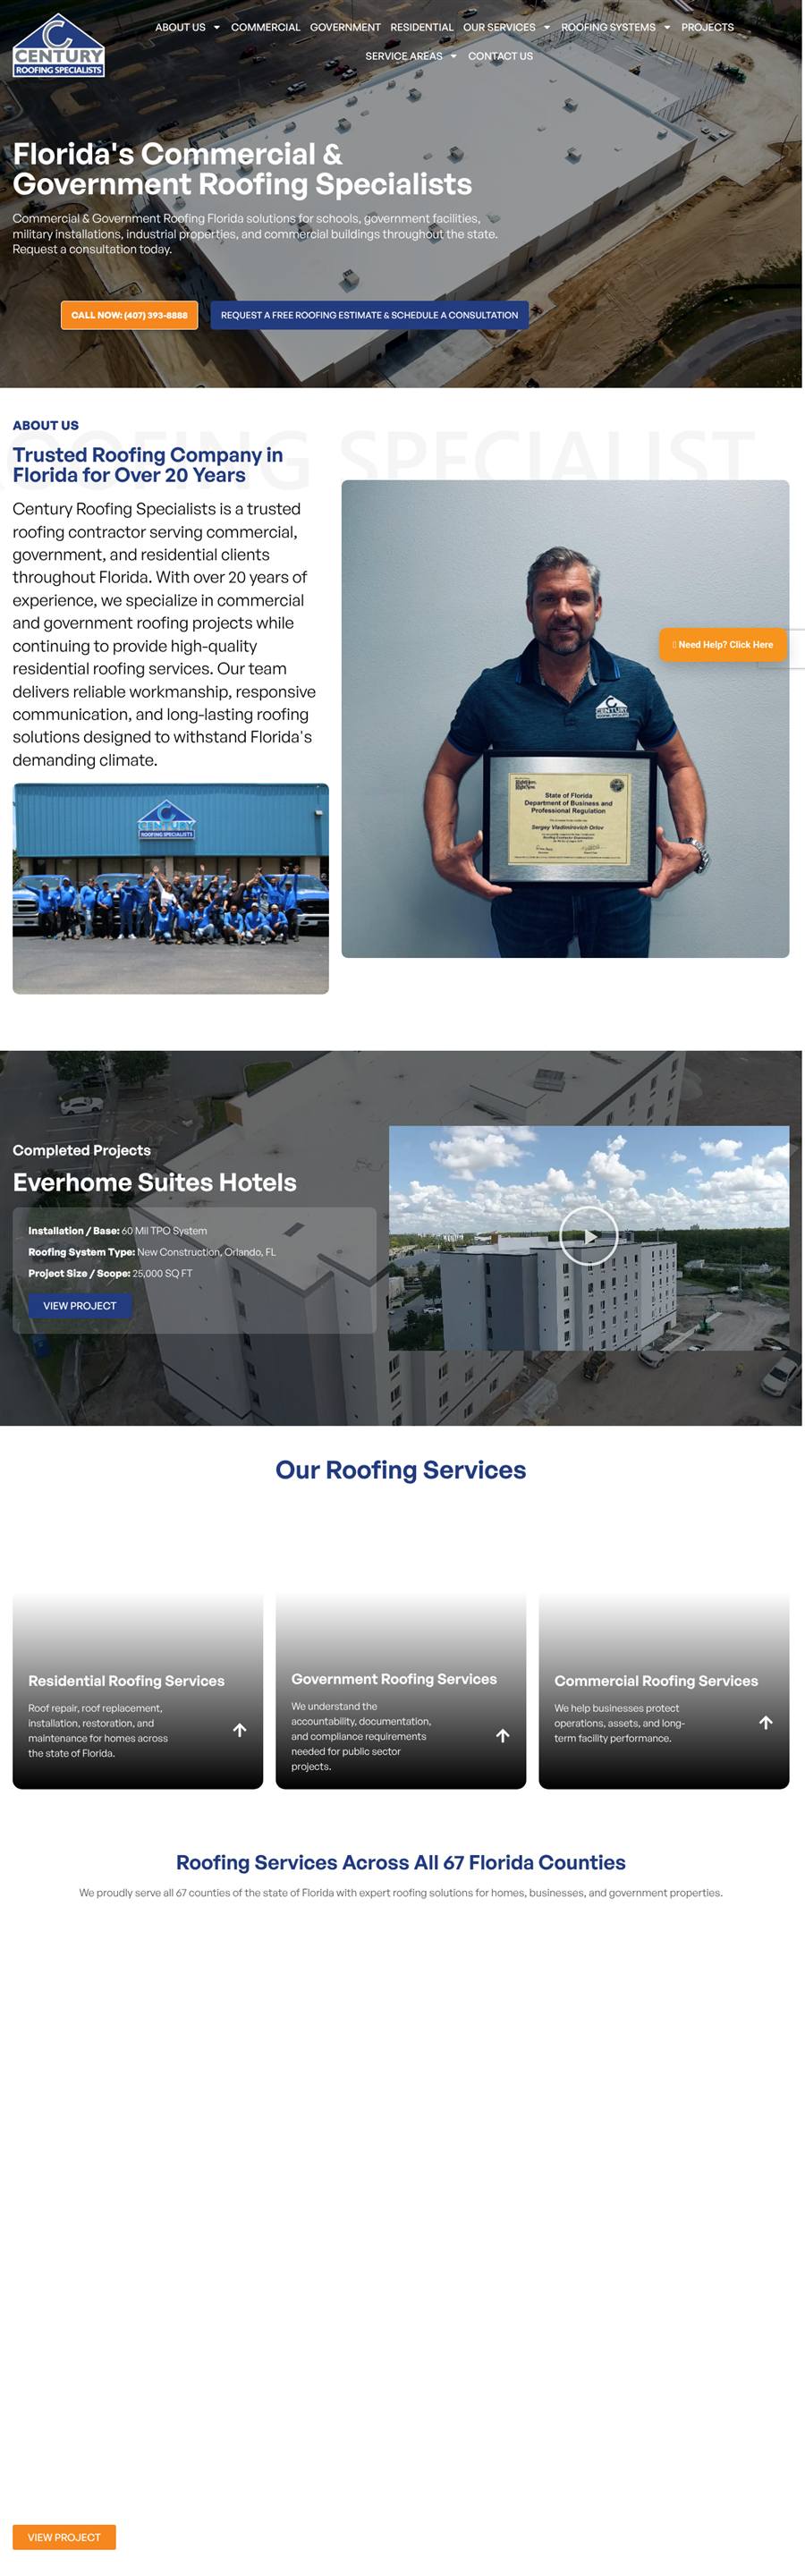 CENTURY
ROOFING SPECIALISTS
ABOUT US
COMMERCIAL
GOVERNMENT
RESIDENTIAL
OUR SERVICES
ROOFING SYSTEMS
PROJECTS
SERVICE AREAS
CONTACT US
Florida's Commercial &
Government Roofing Specialists
Commercial & Government Roofing Florida solutions for schools, government facilities,
military installations, industrial properties, and commercial buildings throughout the state.
Request a consultation today.
CALL NOW: (407) 393-8888
REQUEST A FREE ROOFING ESTIMATE & SCHEDULE A CONSULTATION
ROOFING SPECIALIST
ABOUT US
Trusted Roofing Company in
Florida for Over 20 Years
Century Roofing Specialists is a trusted
roofing contractor serving commercial,
government, and residential clients
throughout Florida. With over 20 years of
experience, we specialize in commercial
and government roofing projects while
continuing to provide high-quality
residential roofing services. Our team
delivers reliable workmanship, responsive
communication, and long-lasting roofing
solutions designed to withstand Florida's
demanding climate.
CENTURY
ROOFING SPECIALISTS
CENTURY
State of Florida
Department of Business and
Professional Regulation
Sergey Vladimirovich Orlov
Need Help? Click Here
Completed Projects
Everhome Suites Hotels
Installation / Base: 60 Mil TPO System
Roofing System Type: New Construction, Orlando, FL
Project Size / Scope: 25,000 SQ FT
VIEW PROJECT
Our Roofing Services
Residential Roofing Services
Roof repair, roof replacement,
installation, restoration, and
maintenance for homes across
the state of Florida.
Government Roofing Services
We understand the
accountability, documentation,
and compliance requirements
needed for public sector
projects.
Commercial Roofing Services
We help businesses protect
operations, assets, and long-
term facility performance.
Roofing Services Across All 67 Florida Counties
We proudly serve all 67 counties of the state of Florida with expert roofing solutions for homes, businesses, and government properties.
VIEW PROJECT